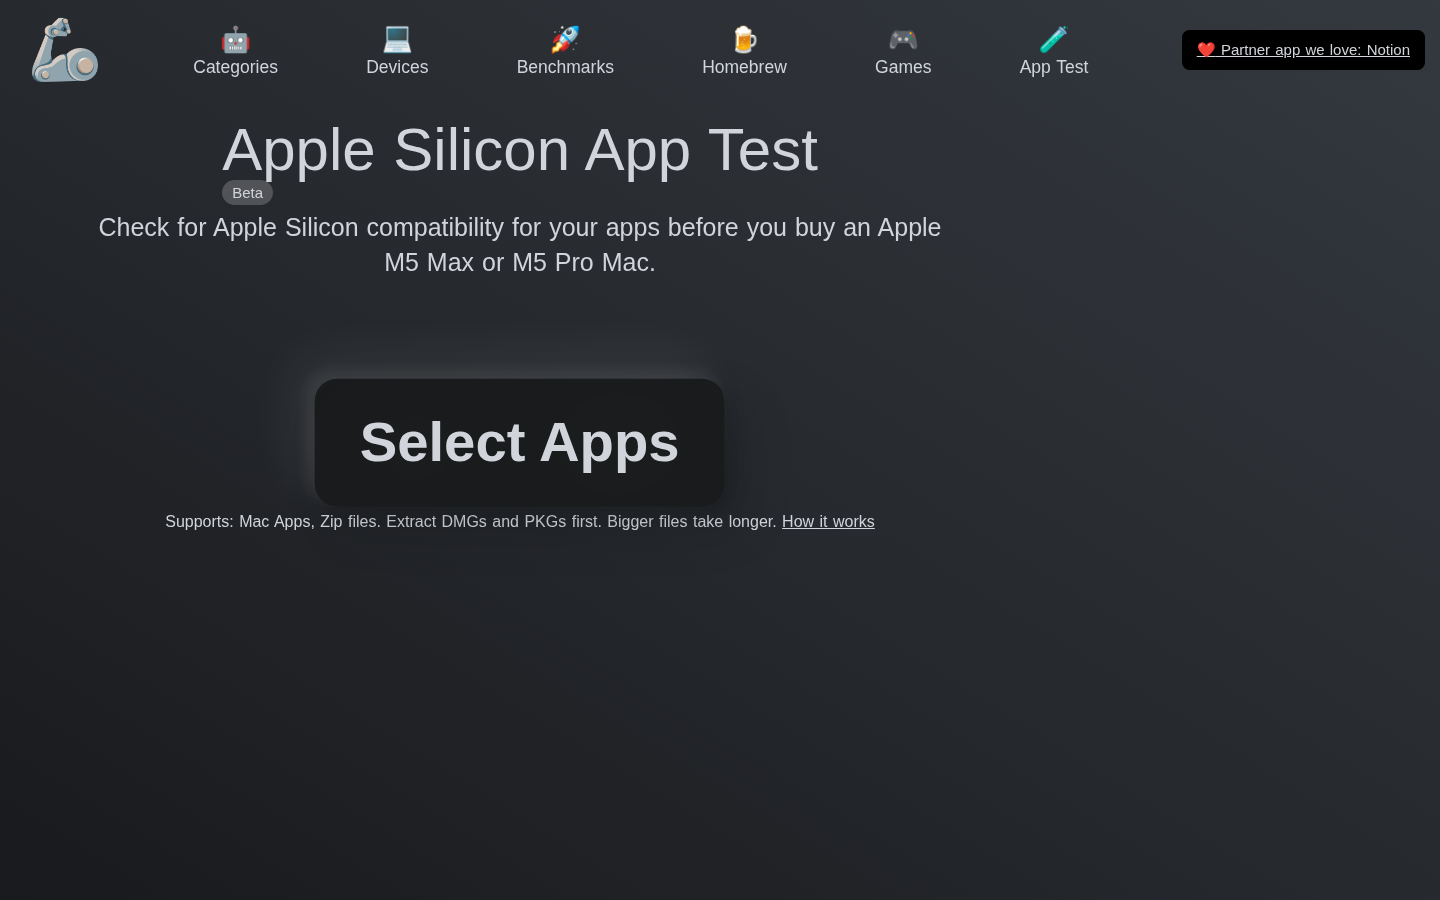 Categories
Devices
Benchmarks
Homebrew
Games
App Test
❤️ Partner app we love: Notion
Apple Silicon App Test
Beta
Check for Apple Silicon compatibility for your apps before you buy an Apple
M5 Max or M5 Pro Mac.
Select Apps
Supports: Mac Apps, Zip files. Extract DMGs and PKGs first. Bigger files take longer. How it works